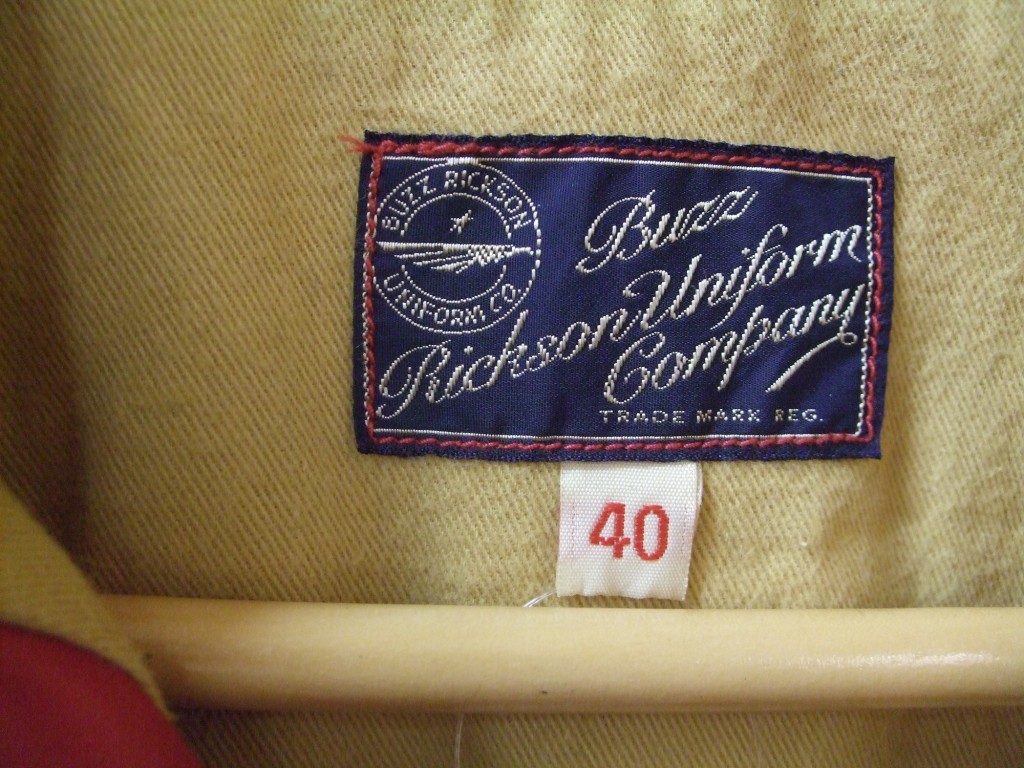 BUZZ RICKSON
UNIFORM CO.
Buzz
Rickson Uniform
Company
TRADE MARK REG.
40